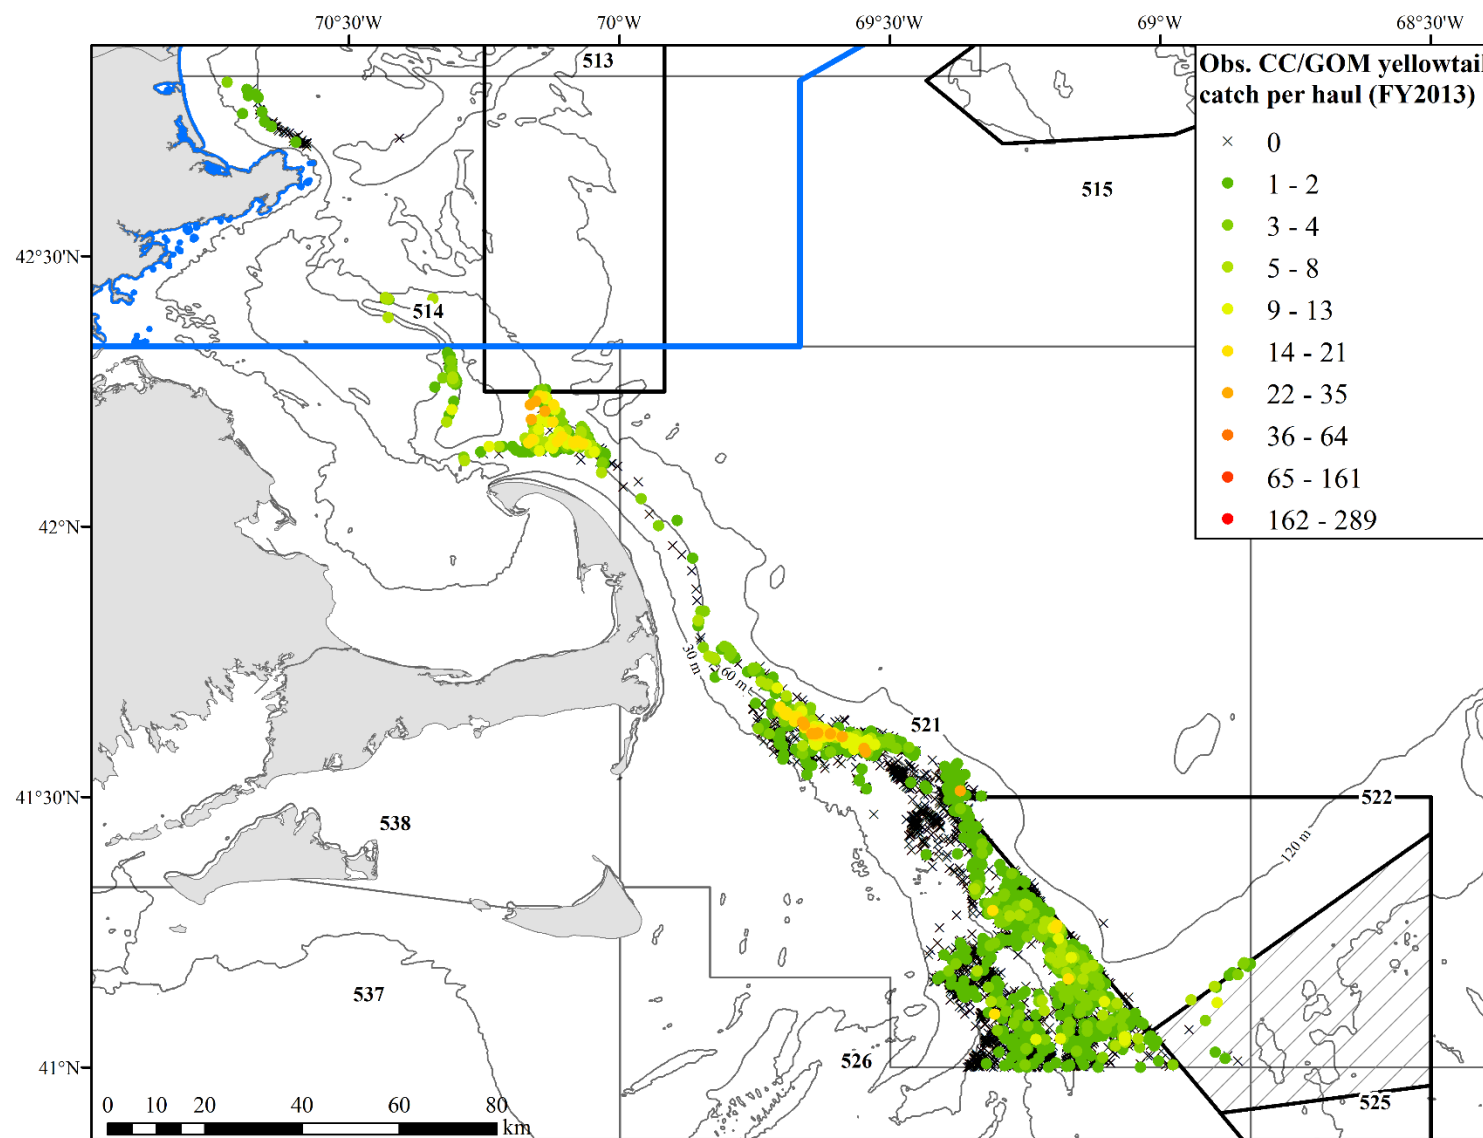 70°30'W 70°W 69°30'W 69°W 68°30'W
513
Obs. CC/GOM yellowtail
catch per haul (FY2013)
0
1 - 2
3 - 4
5 - 8
9 - 13
14 - 21
22 - 35
36 - 64
65 - 161
162 - 289
515
42°30'N
514
42°N
30 m
60 m
521
41°30'N
522
538
120 m
537
526
41°N
525
0 10 20 40 60 80
km